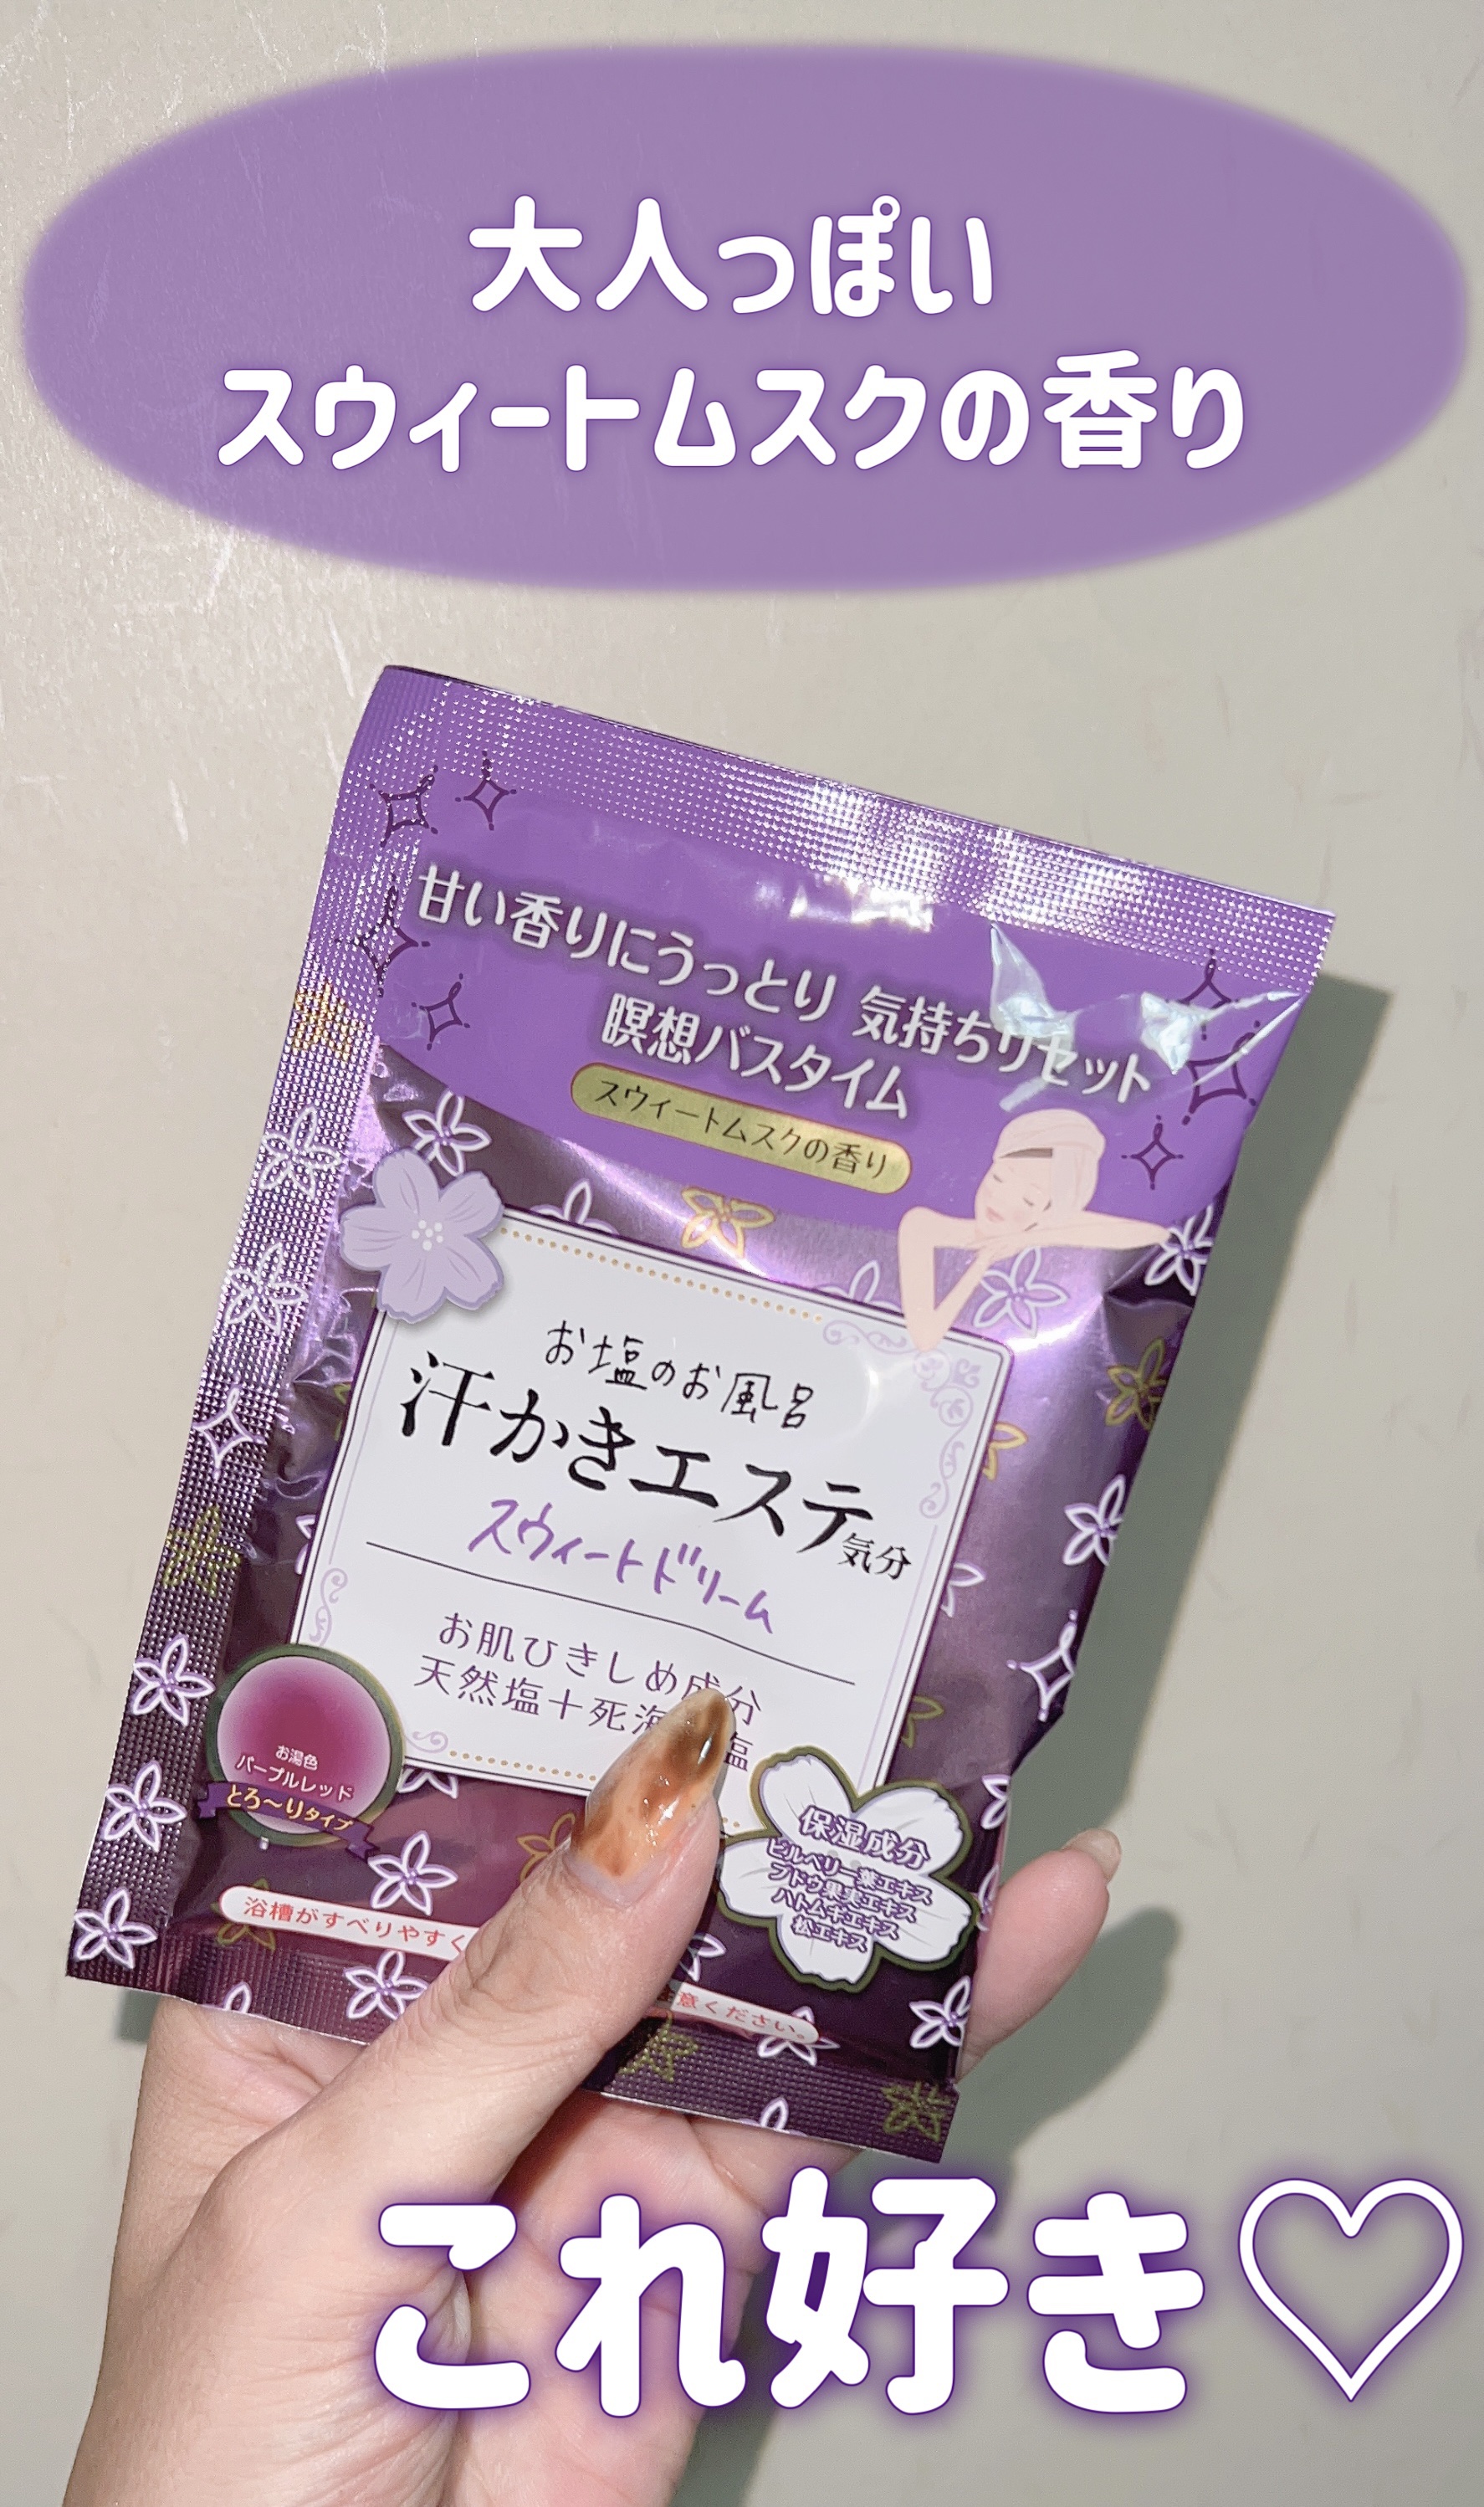 大人っぽい
スウィートムスクの香り
甘い香りにうっとり 気持ちリセット
瞑想バスタイム
スウィートムスクの香り
お塩のお風呂
汗かきエステ気分
スウィートドリーム
お肌ひきしめ成分
天然塩+死海 塩
お湯色
パープルレッド
とろ〜りタイプ
保湿成分
ビルベリー葉エキス
ブドウ果実エキス
ハトムギエキス
松エキス
浴槽がすべりやすく 注意ください。
これ好き♡